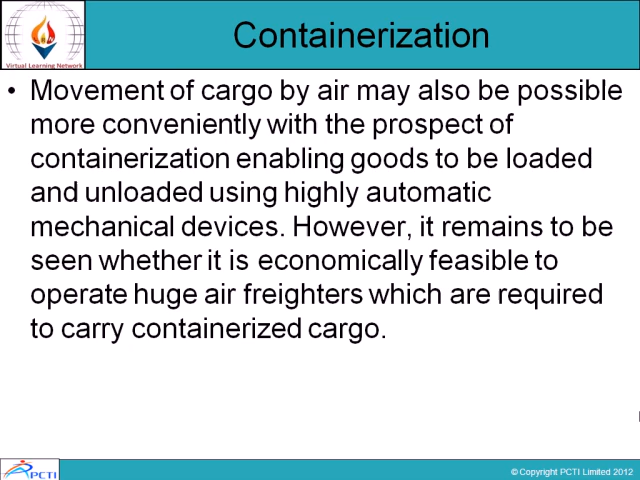 Containerization
Virtual Learning Network
• Movement of cargo by air may also be possible
more conveniently with the prospect of
containerization enabling goods to be loaded
and unloaded using highly automatic
mechanical devices. However, it remains to be
seen whether it is economically feasible to
operate huge air freighters which are required
to carry containerized cargo.
PCTI
© Copyright PCTI Limited 2012